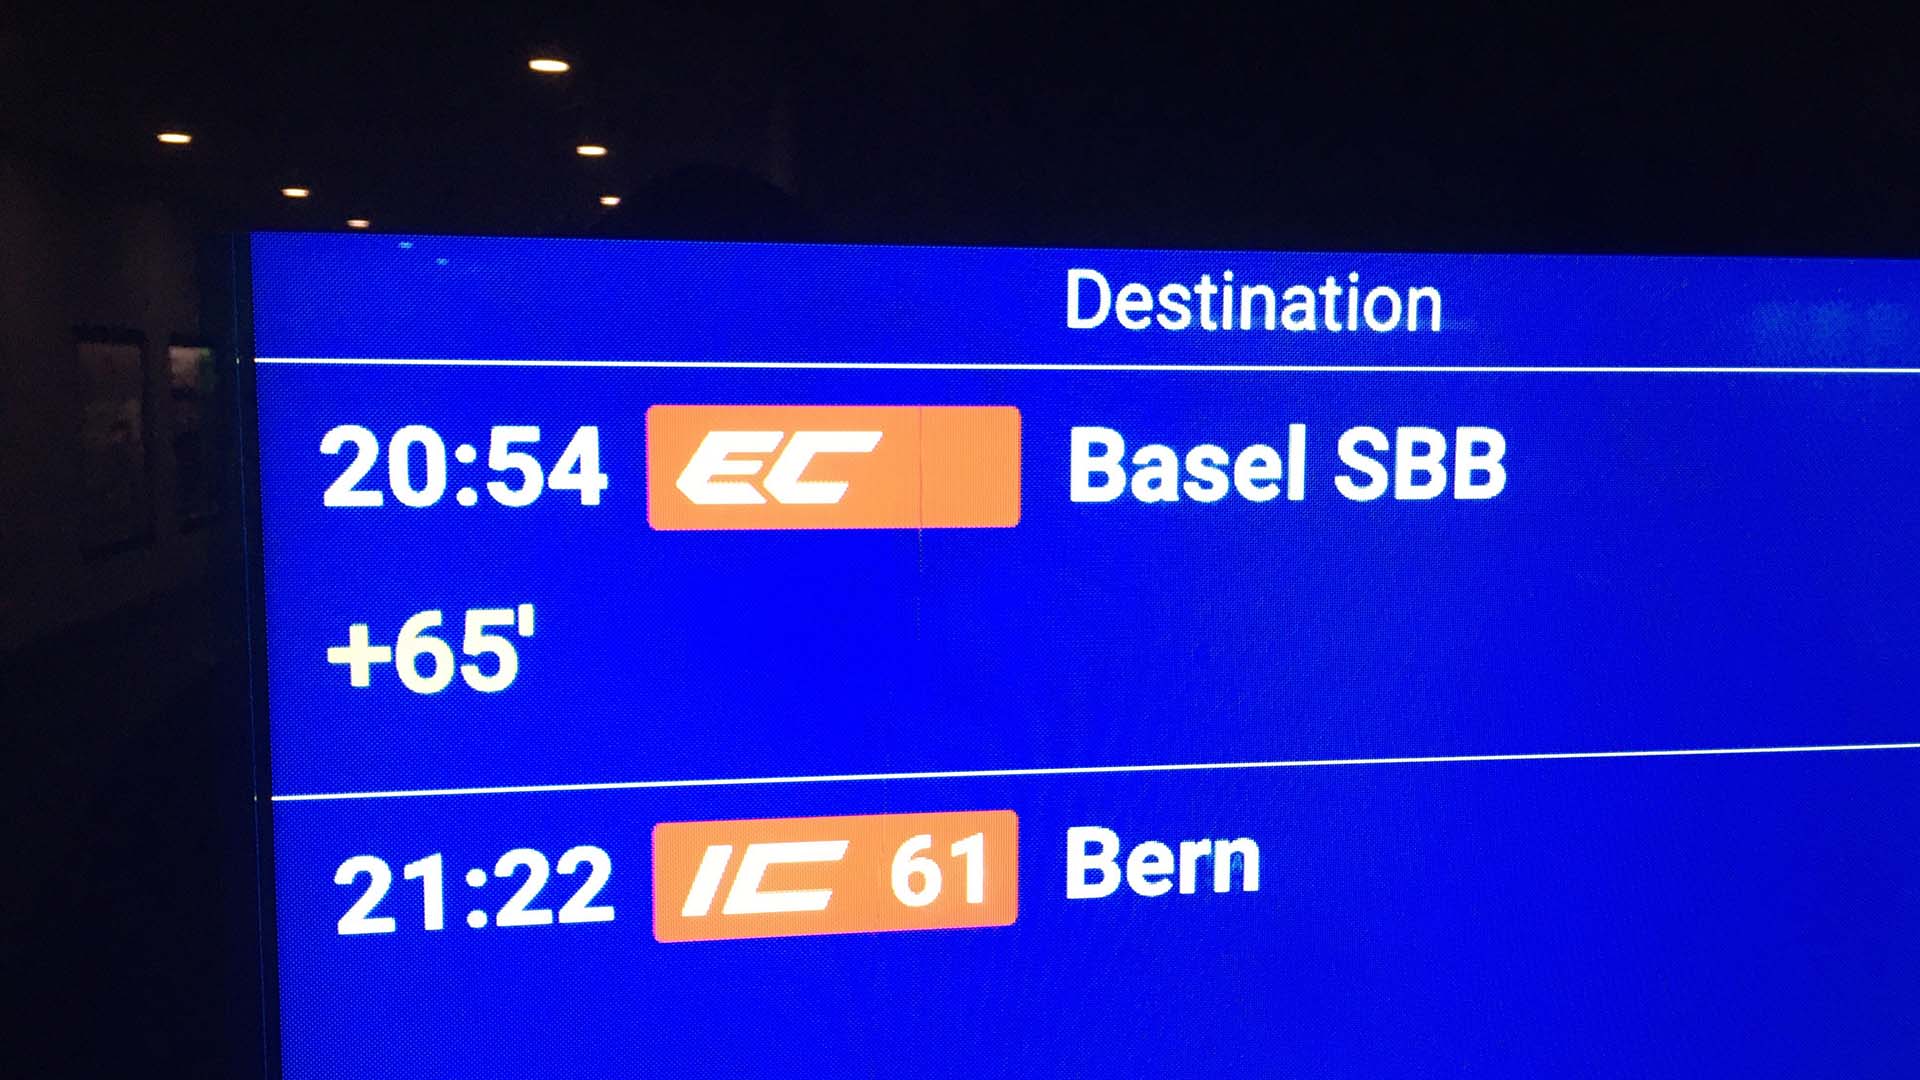 Destination
20:54 EC Basel SBB
+65'
21:22 IC 61 Bern